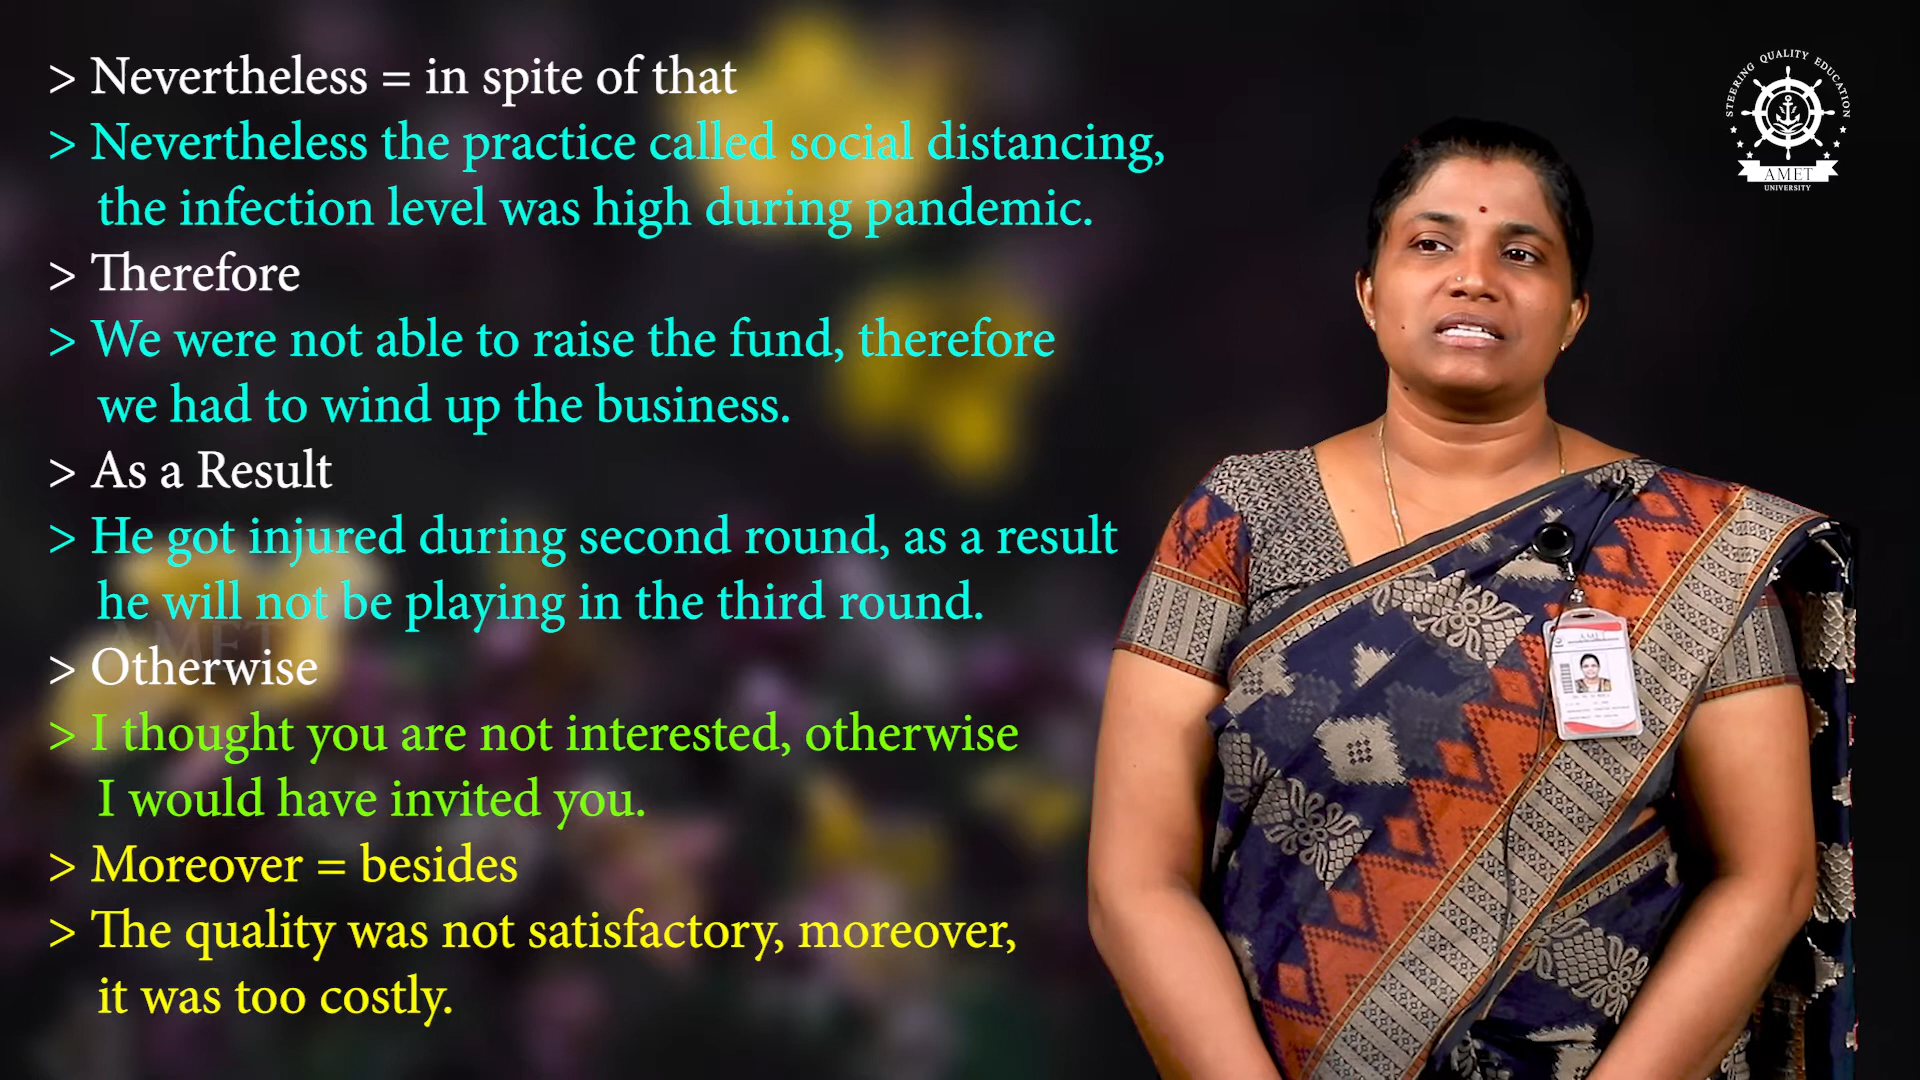 > Nevertheless = in spite of that
> Nevertheless the practice called social distancing,
the infection level was high during pandemic.
> Therefore
> We were not able to raise the fund, therefore
we had to wind up the business.
> As a Result
> He got injured during second round, as a result
he will not be playing in the third round.
> Otherwise
> I thought you are not interested, otherwise
I would have invited you.
> Moreover = besides
> The quality was not satisfactory, moreover,
it was too costly.
STEERING QUALITY EDUCATION
AMET
UNIVERSITY
AMET
AMET